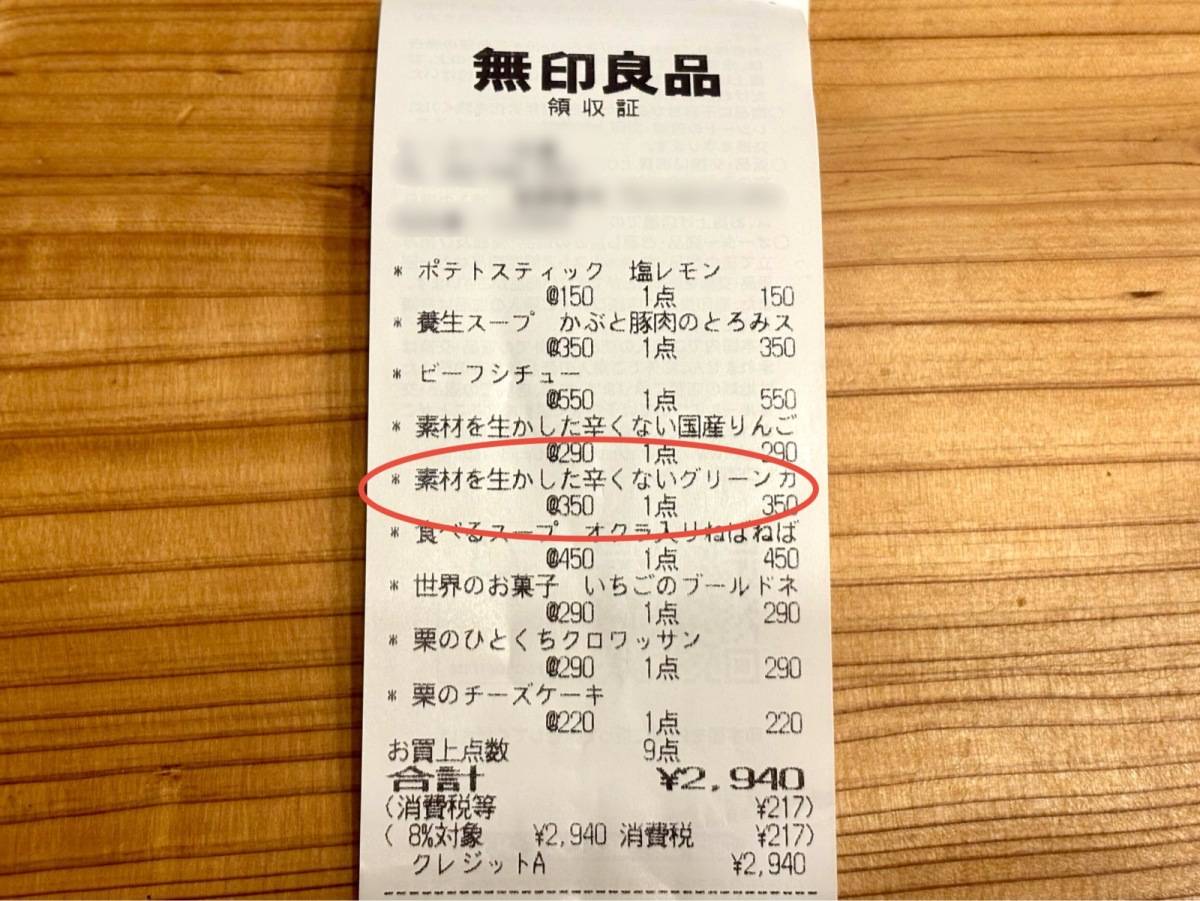 無印良品
領収証
* ポテトスティック 塩レモン
@150 1点 150
* 養生スープ かぶと豚肉のとろみス
@350 1点 350
* ビーフシチュー
@550 1点 550
* 素材を生かした辛くない国産りんご
@290 1点 290
* 素材を生かした辛くないグリーンカ
@350 1点 350
* 食べるスープ オクラ入りねばねば
@450 1点 450
* 世界のお菓子 いちごのブールドネ
@290 1点 290
* 栗のひとくちクロワッサン
@290 1点 290
* 栗のチーズケーキ
@220 1点 220
お買上点数 9点
合計 ¥2,940
(消費税等 ¥217)
( 8%対象 ¥2,940 消費税 ¥217)
クレジットA ¥2,940